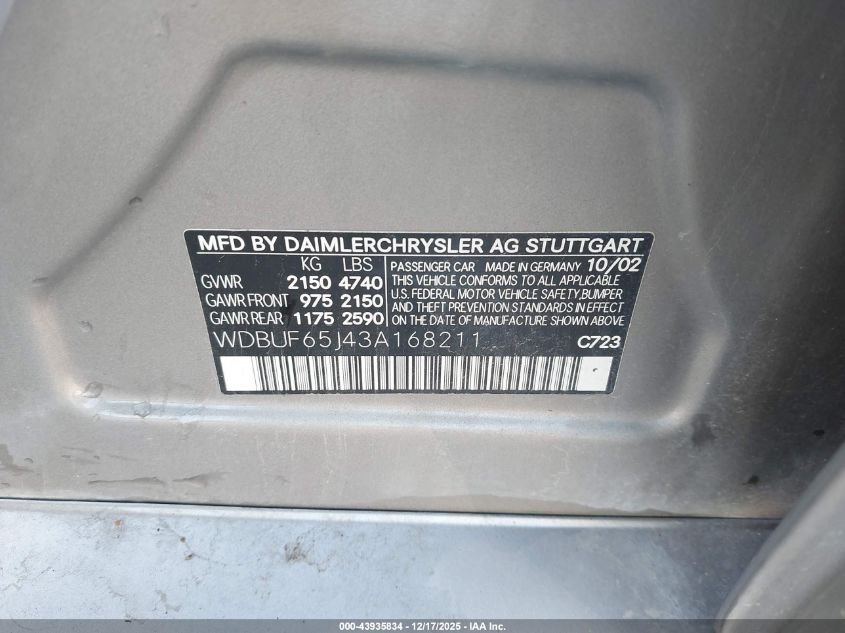 MFD BY DAIMLERCHRYSLER AG STUTTGART
KG LBS
GVWR 2150 4740
GAWR FRONT 975 2150
GAWR REAR 1175 2590
PASSENGER CAR MADE IN GERMANY 10/02
THIS VEHICLE CONFORMS TO ALL APPLICABLE
U.S. FEDERAL MOTOR VEHICLE SAFETY, BUMPER
AND THEFT PREVENTION STANDARDS IN
EFFECT ON THE DATE OF MANUFACTURE SHOWN ABOVE
WDBUF65J43A168211 C723
000-43935834 - 12/17/2025 - IAA Inc.